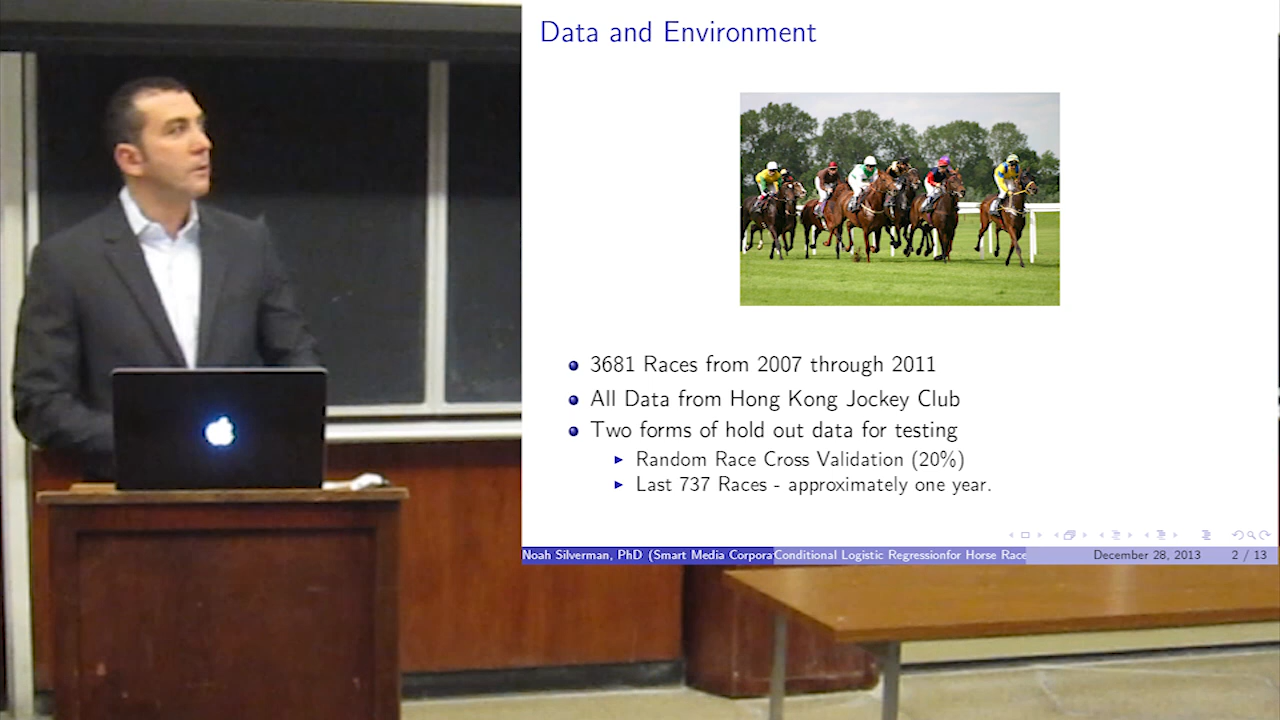 Data and Environment
3681 Races from 2007 through 2011
All Data from Hong Kong Jockey Club
Two forms of hold out data for testing
Random Race Cross Validation (20%)
Last 737 Races - approximately one year.
Noah Silverman, PhD (Smart Media Corpora Conditional Logistic Regressionfor Horse Race December 28, 2013 2 / 13